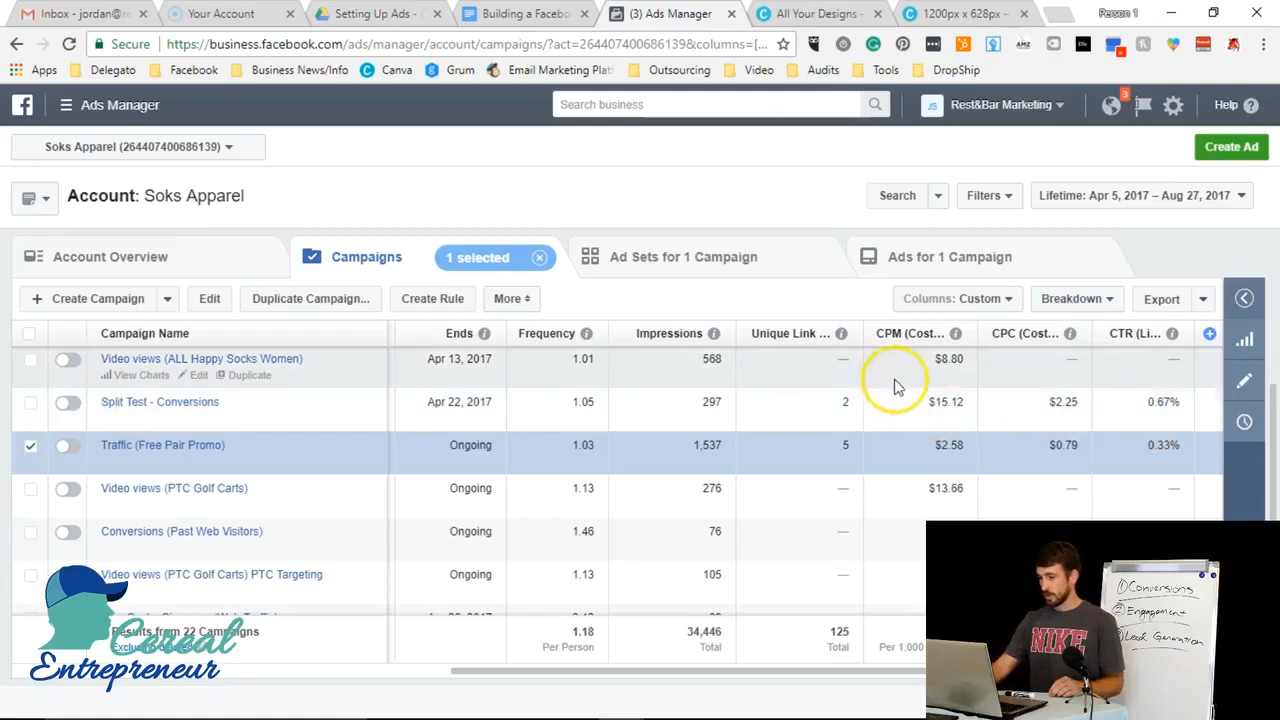 Inbox - jordan@re
Your Account
Setting Up Ads -
Building a Facebo
(3) Ads Manager
All Your Designs -
1200px x 628px -
Person 1
Secure
https://business.facebook.com/ads/manager/account/campaigns/?act=264407400686139&columns=[...
Apps
Delegato
Facebook
Business News/Info
Canva
Grum
Email Marketing Plat
Outsourcing
Video
Audits
Tools
DropShip
Ads Manager
Search business
JS
Rest&Bar Marketing
3
Help
Soks Apparel (264407400686139)
Create Ad
Account: Soks Apparel
Search
Filters
Lifetime: Apr 5, 2017 – Aug 27, 2017
Account Overview
Campaigns
1 selected
Ad Sets for 1 Campaign
Ads for 1 Campaign
+ Create Campaign
Edit
Duplicate Campaign...
Create Rule
More
Columns: Custom
Breakdown
Export
Campaign Name Ends Frequency Impressions Unique Link ... CPM (Cost... CPC (Cost... CTR (Li...
Video views (ALL Happy Socks Women) Apr 13, 2017 1.01 568 — $8.80 — —
View Charts Edit Duplicate
Split Test - Conversions Apr 22, 2017 1.05 297 2 $15.12 $2.25 0.67%
Traffic (Free Pair Promo) Ongoing 1.03 1,537 5 $2.58 $0.79 0.33%
Video views (PTC Golf Carts) Ongoing 1.13 276 — $13.66 — —
Conversions (Past Web Visitors) Ongoing 1.46 76 —
Video views (PTC Golf Carts) PTC Targeting Ongoing 1.13 105 —
Results from 22 Campaigns 1.18 34,446 125
Per Person Total Total Per 1,000
Cereal
Entrepreneur
NIKE
① Conversions
② Engagement
Lead Generation